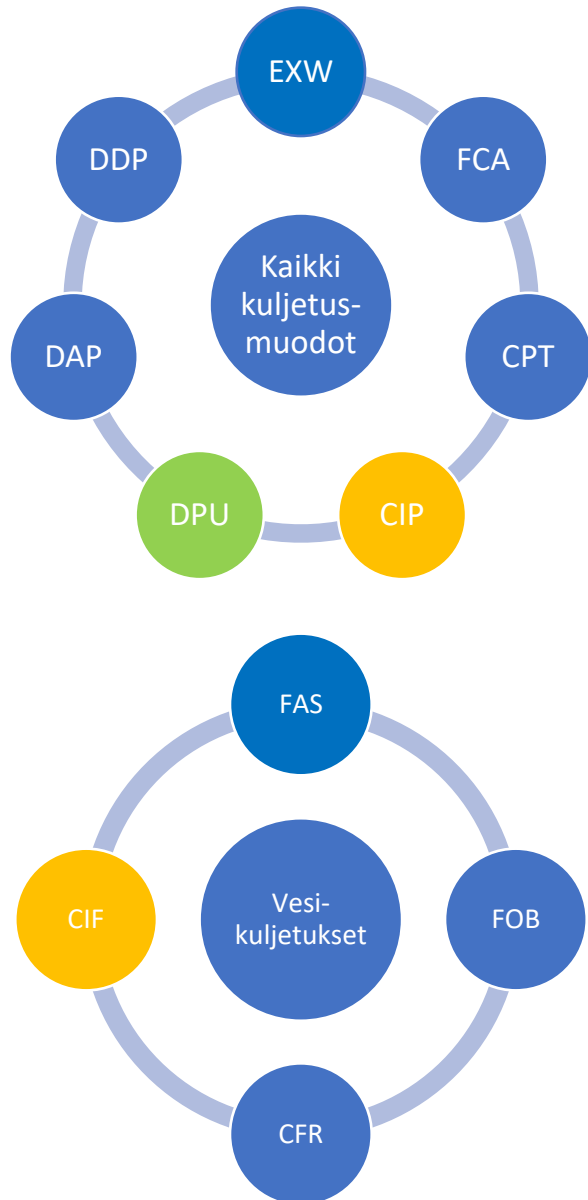 EXW
DDP
FCA
Kaikki
kuljetus-
muodot
DAP
CPT
DPU
CIP
FAS
CIF
Vesi-
kuljetukset
FOB
CFR